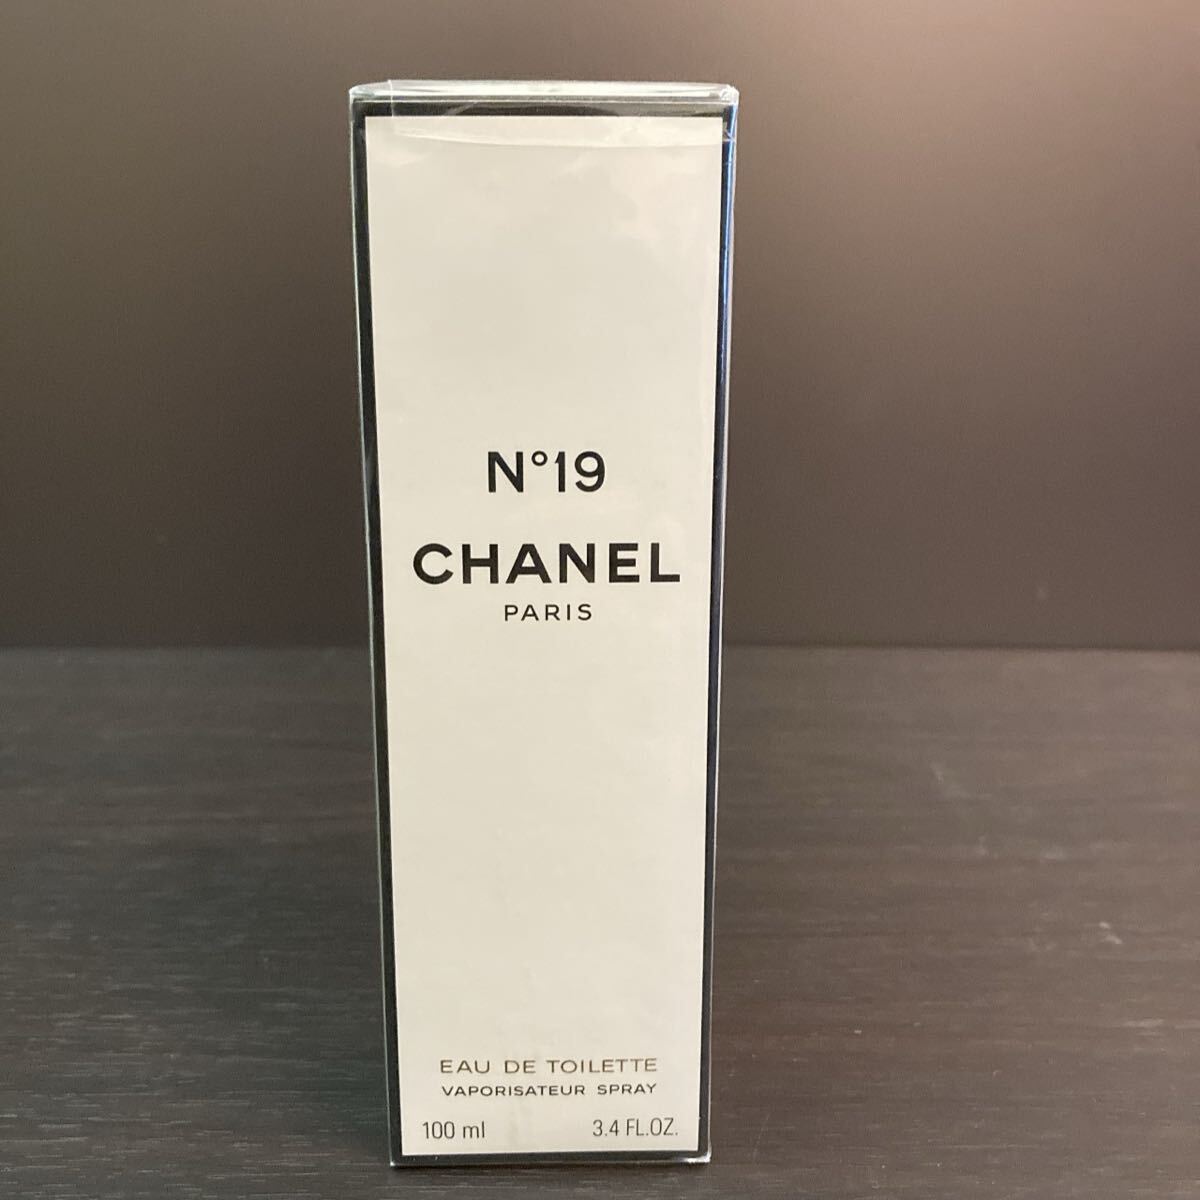 N°19
CHANEL
PARIS
EAU DE TOILETTE
VAPORISATEUR SPRAY
100 ml 3.4 FL.OZ.